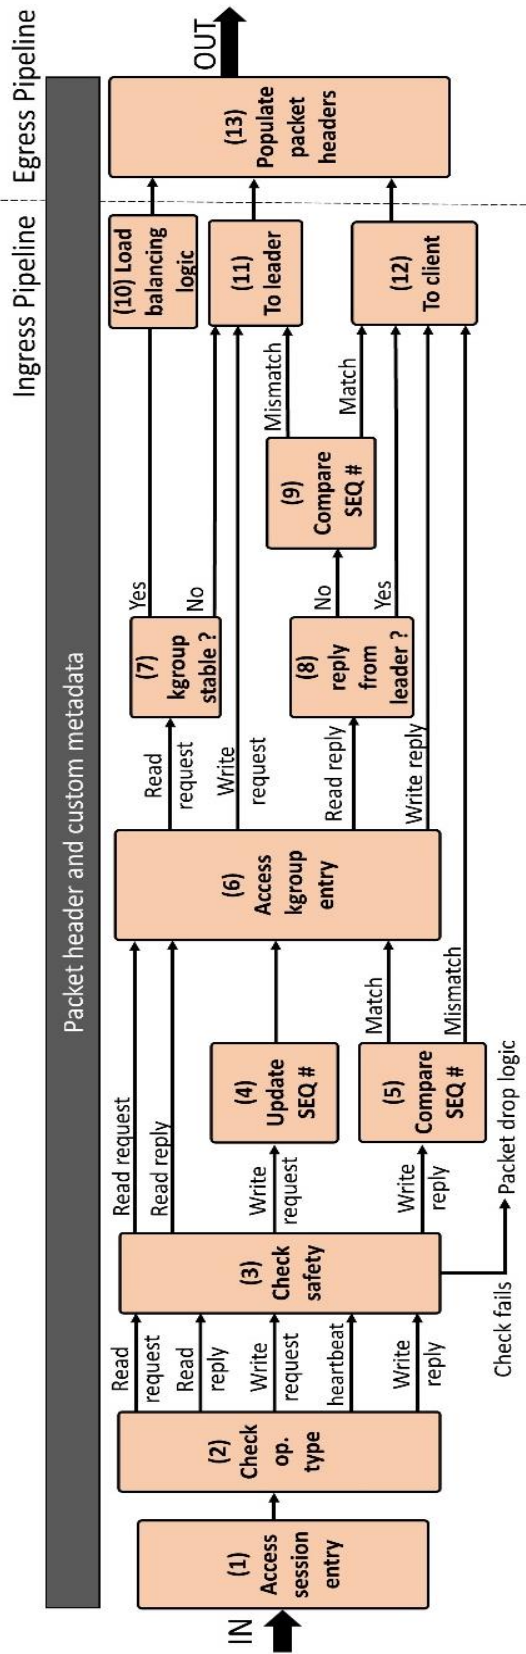 Ingress Pipeline
Egress Pipeline
Packet header and custom metadata
IN
(1)
Access
session
entry
(2)
Check
op.
type
Read
request
Read
reply
Write
request
heartbeat
Write
reply
(3)
Check
safety
Check fails
Packet drop logic
Read request
Read reply
Write
request
Write
reply
(4)
Update
SEQ #
(5)
Compare
SEQ #
Match
Mismatch
(6)
Access
kgroup
entry
Read
request
Write
request
Read reply
Write reply
(7)
kgroup
stable ?
Yes
No
(8)
reply
from
leader ?
No
Yes
(9)
Compare
SEQ #
Mismatch
Match
(10) Load
balancing
logic
(11)
To leader
(12)
To client
(13)
Populate
packet
headers
OUT